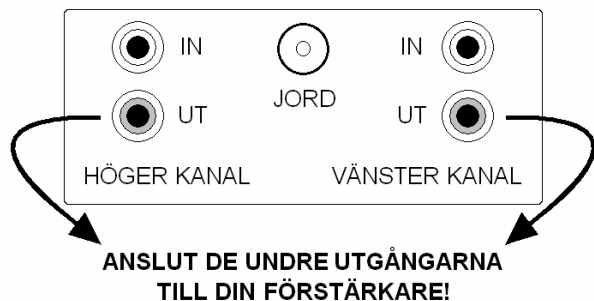 IN
IN
JORD
UT
UT
HÖGER KANAL
VÄNSTER KANAL
ANSLUT DE UNDRE UTGÅNGARNA
TILL DIN FÖRSTÄRKARE!